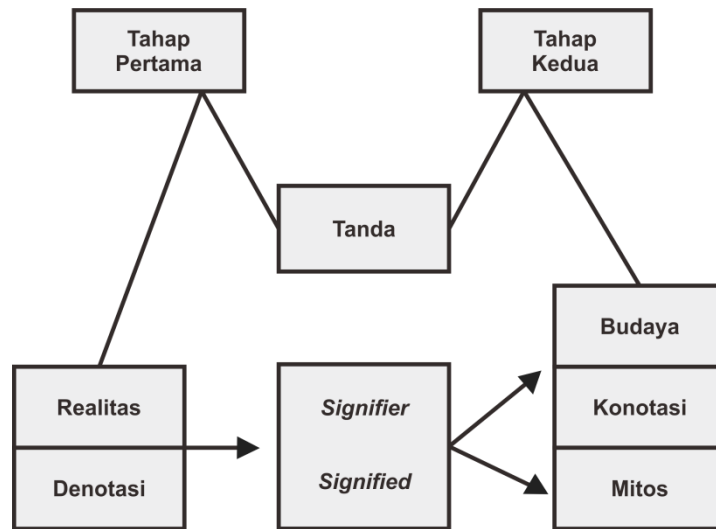 Tahap
Pertama
Tahap
Kedua
Tanda
Budaya
Realitas
Signifier
Konotasi
Denotasi
Signified
Mitos